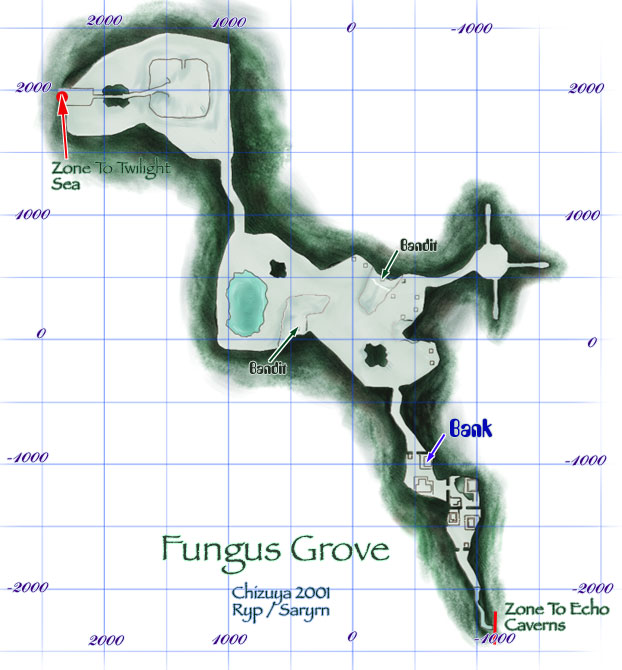 2000
1000
0
-1000
2000
2000
Zone To Twilight
Sea
1000
1000
Bandit
0
0
Bandit
Bank
-1000
-1000
Fungus Grove
-2000
-2000
Chizuya 2001
Ryp / Saryrn
Zone To Echo
Caverns
2000
1000
0
-1000